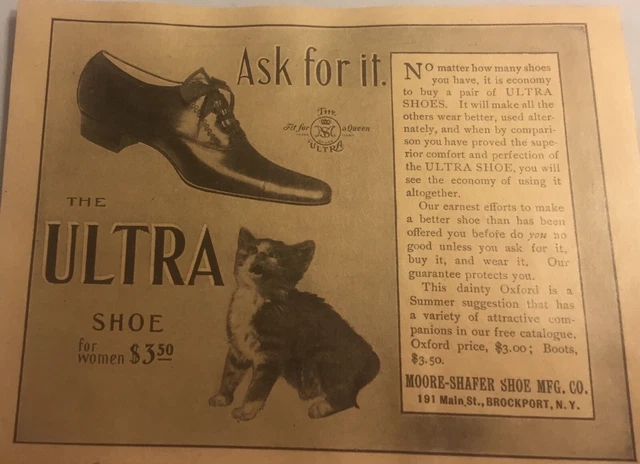 Ask for it.
THE
Fit for a Queen
ULTRA
THE
ULTRA
SHOE
for women $3.50
NO matter how many shoes
you have, it is economy
to buy a pair of ULTRA
SHOES. It will make all the
others wear better, used alter-
nately, and when by compari-
son you have proved the supe-
rior comfort and perfection of
the ULTRA SHOE, you will
see the economy of using it
altogether.
Our earnest efforts to make
a better shoe than has been
offered you before do you no
good unless you ask for it,
buy it, and wear it. Our
guarantee protects you.
This dainty Oxford is a
Summer suggestion that has
a variety of attractive com-
panions in our free catalogue.
Oxford price, $3.00; Boots,
$3.50.
MOORE-SHAFER SHOE MFG. CO.
191 Main St., BROCKPORT, N. Y.